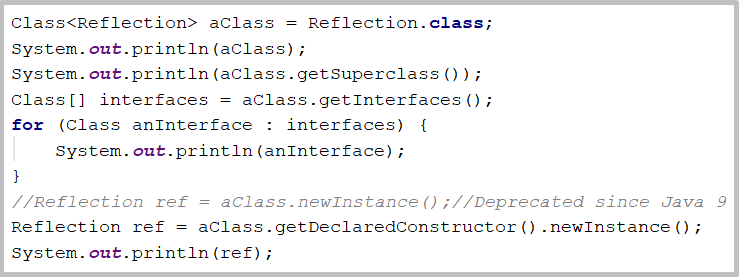 Class<Reflection> aClass = Reflection.class;
System.out.println(aClass);
System.out.println(aClass.getSuperclass());
Class[] interfaces = aClass.getInterfaces();
for (Class anInterface : interfaces) {
    System.out.println(anInterface);
}
//Reflection ref = aClass.newInstance();//Deprecated since Java 9
Reflection ref = aClass.getDeclaredConstructor().newInstance();
System.out.println(ref);